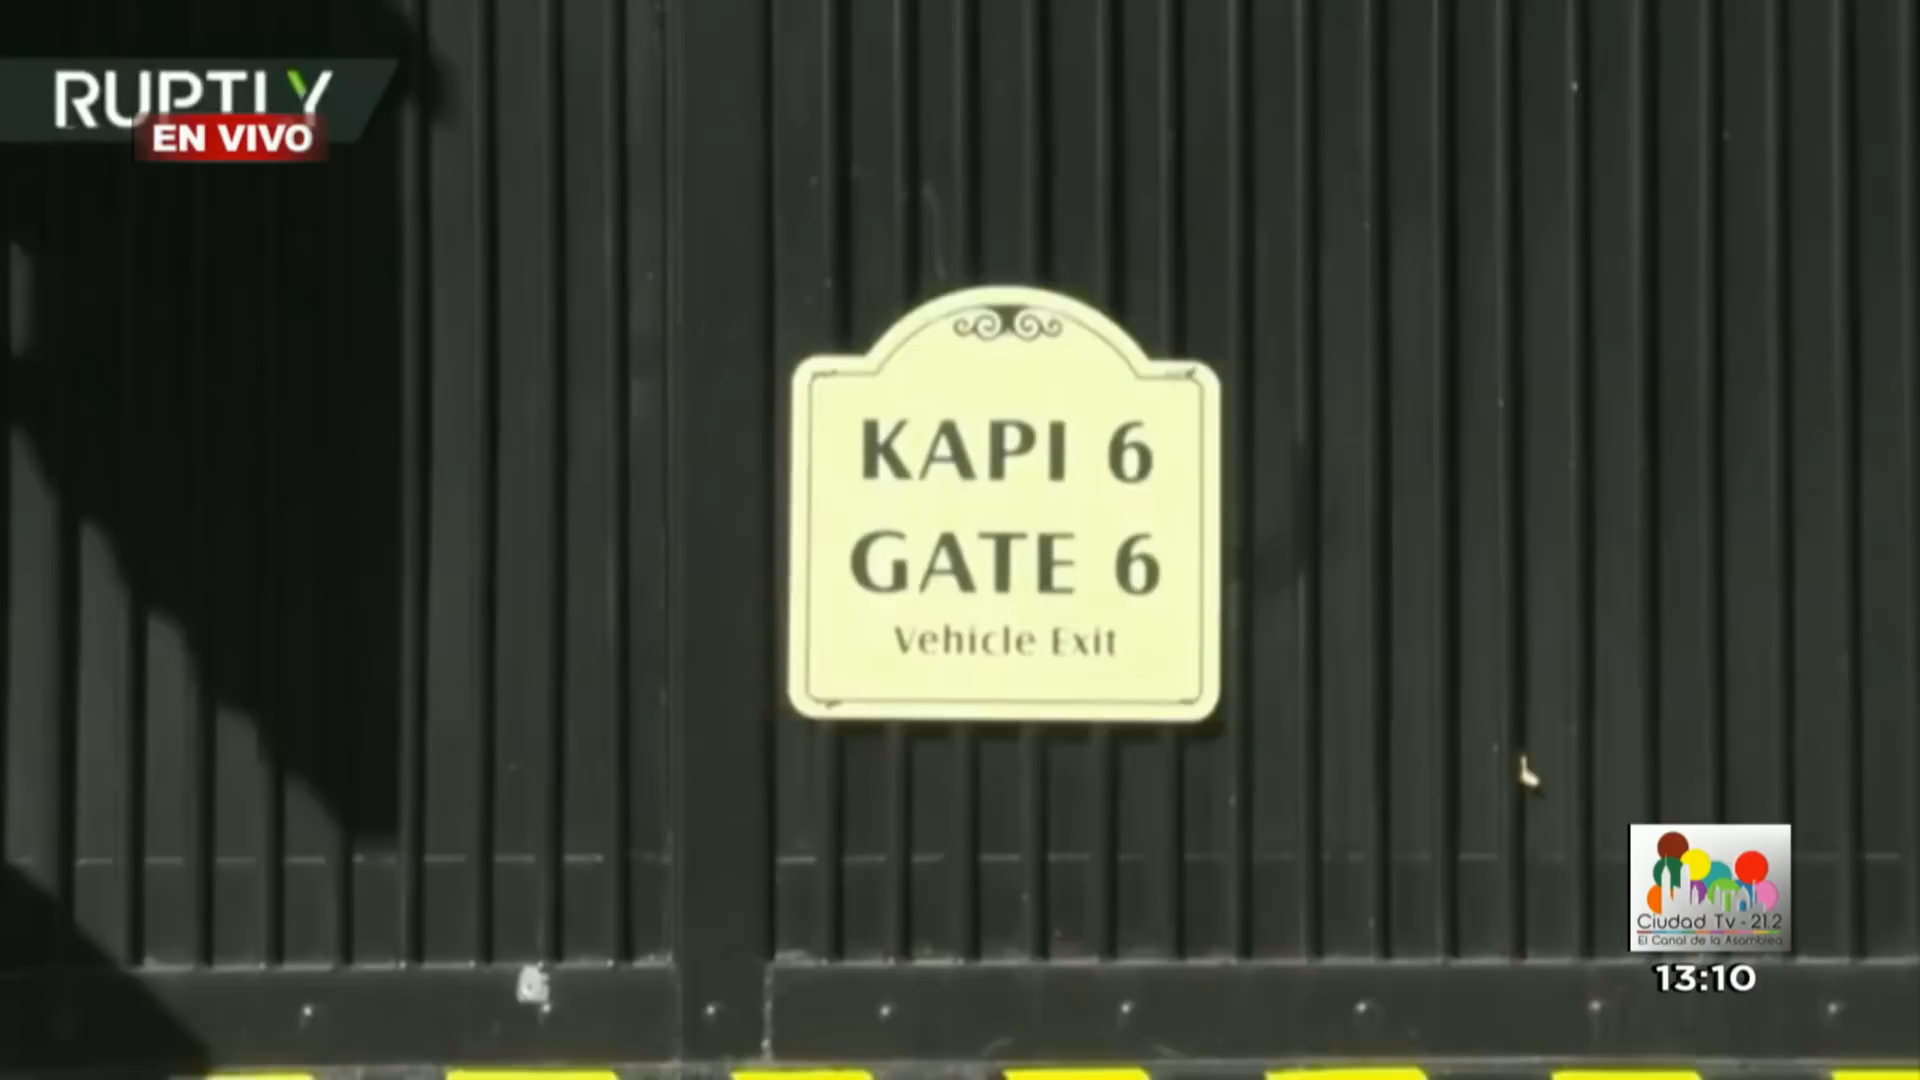 RUPTLY
EN VIVO
KAPI 6
GATE 6
Vehicle Exit
Ciudad Tv - 21.2
El Canal de la Asamblea
13:10